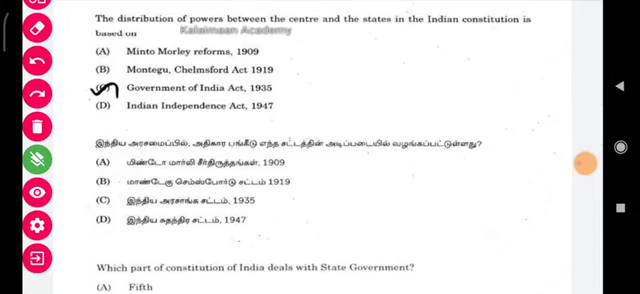 The distribution of powers between the centre and the states in the Indian constitution is
based on
Kalaimaan Academy
(A) Minto Morley reforms, 1909
(B) Montegu, Chelmsford Act 1919
(C) Government of India Act, 1935
(D) Indian Independence Act, 1947
இந்திய அரசமைப்பில், அதிகார பங்கீடு எந்த சட்டத்தின் அடிப்படையில் வழங்கப்பட்டுள்ளது?
(A) மிண்டோ மார்லி சீர்திருத்தங்கள், 1909
(B) மாண்டேகு செம்ஸ்போர்டு சட்டம் 1919
(C) இந்திய அரசாங்க சட்டம், 1935
(D) இந்திய சுதந்திர சட்டம், 1947
Which part of constitution of India deals with State Government?
(A) Fifth